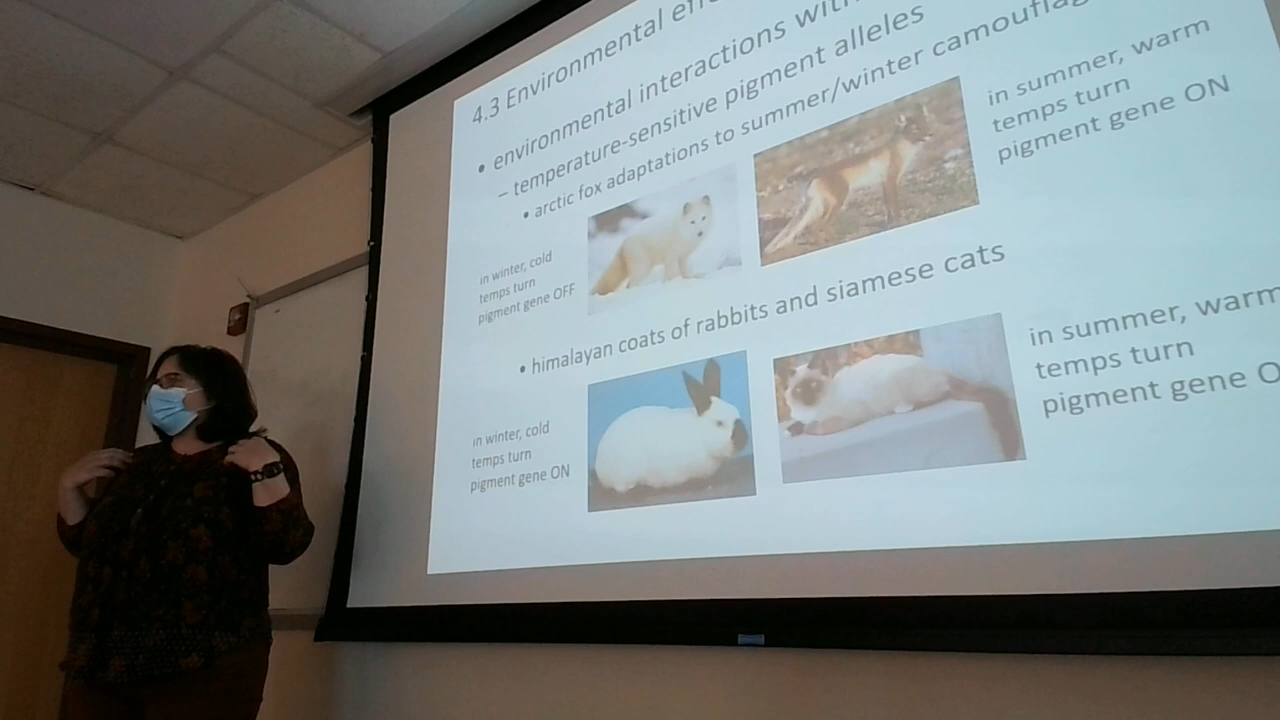 4.3 Environmental
• environmental interactions with
– temperature-sensitive pigment alleles
• arctic fox adaptations to summer/winter
in winter, cold
temps turn
pigment gene OFF
in summer, warm
temps turn
pigment gene ON
• himalayan coats of rabbits and siamese cats
in winter, cold
temps turn
pigment gene ON
in summer, warm
temps turn
pigment gene